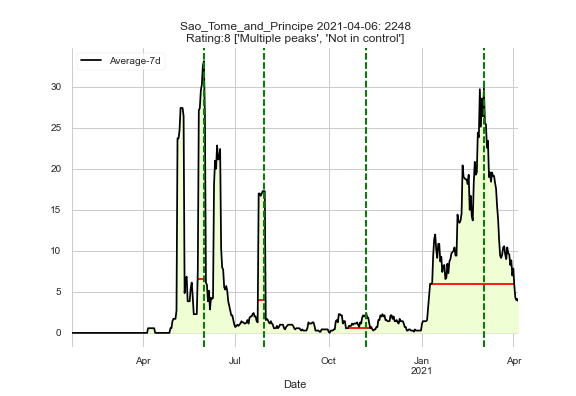 Sao_Tome_and_Principe 2021-04-06: 2248
Rating:8 ['Multiple peaks', 'Not in control']
Average-7d
30
25
20
15
10
5
0
Apr
Jul
Oct
Jan
2021
Apr
Date